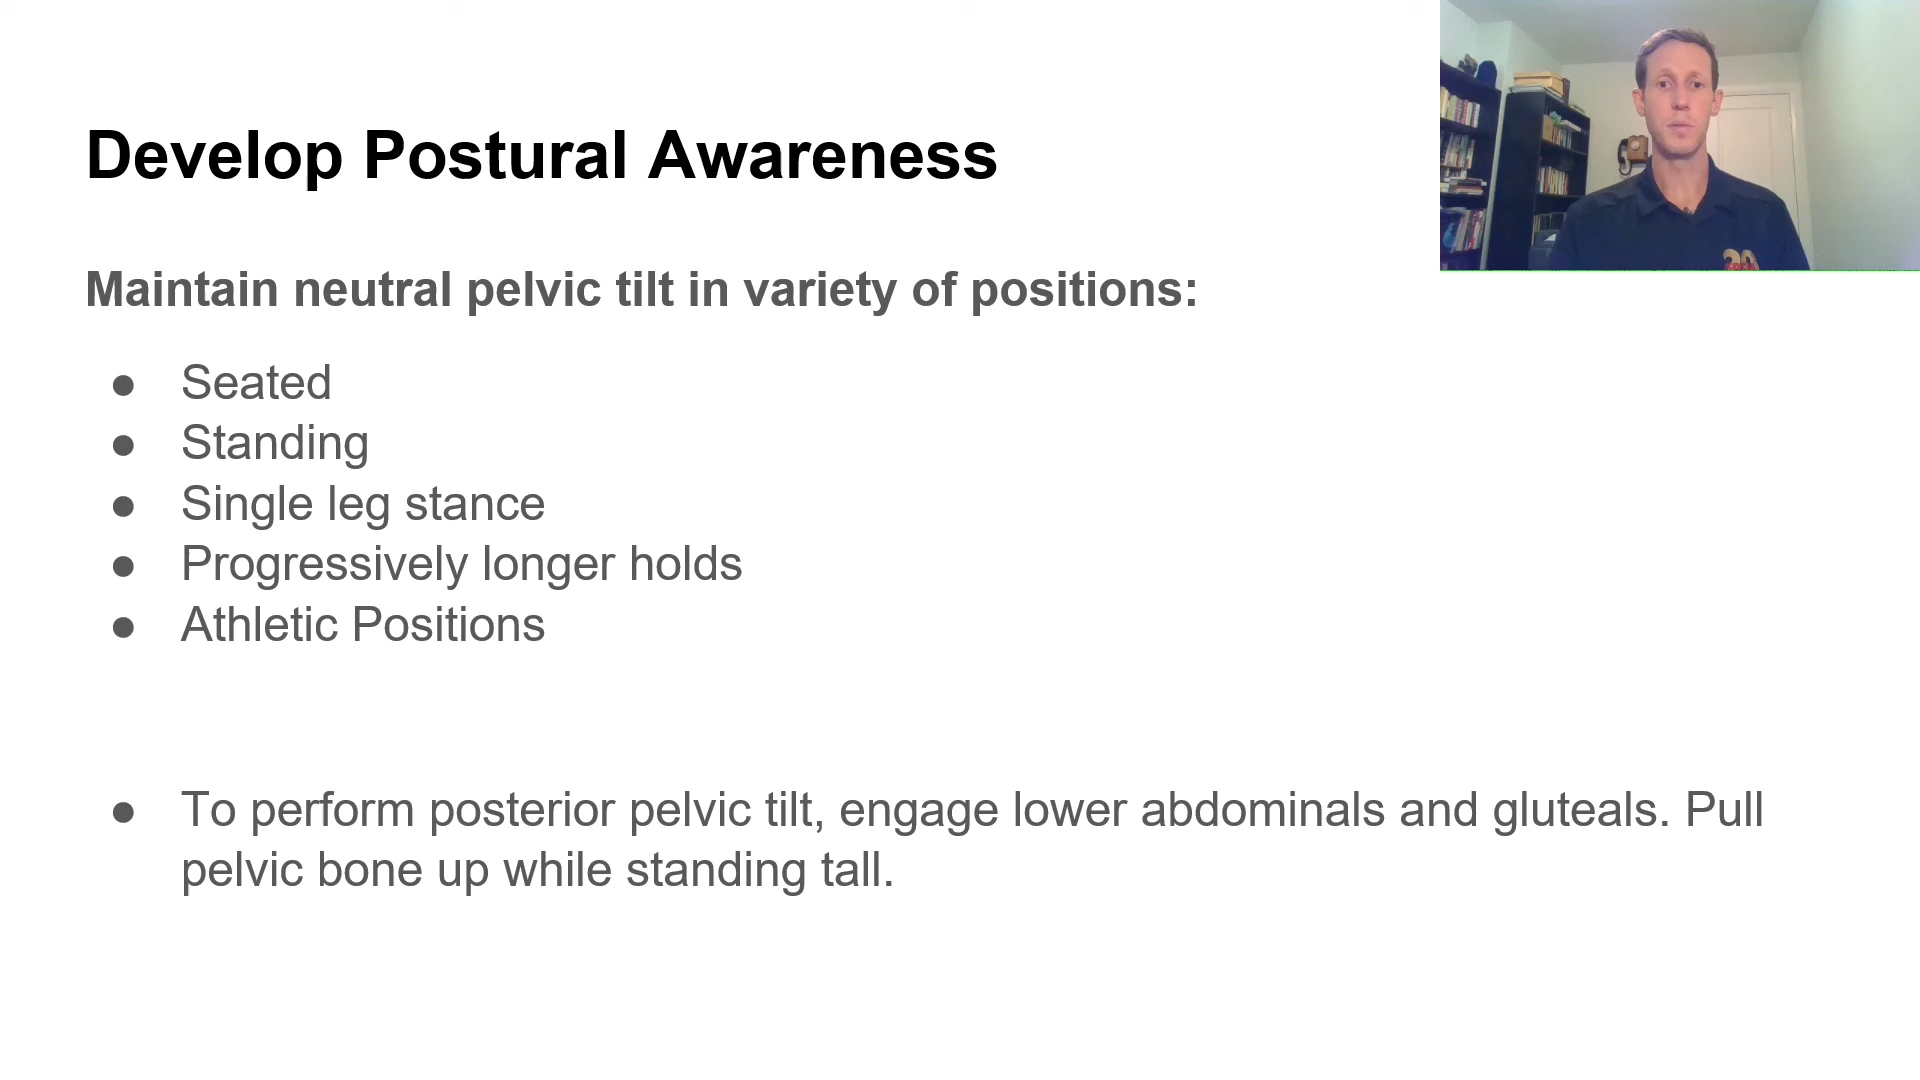 Develop Postural Awareness
Maintain neutral pelvic tilt in variety of positions:
● Seated
● Standing
● Single leg stance
● Progressively longer holds
● Athletic Positions
● To perform posterior pelvic tilt, engage lower abdominals and gluteals. Pull
pelvic bone up while standing tall.